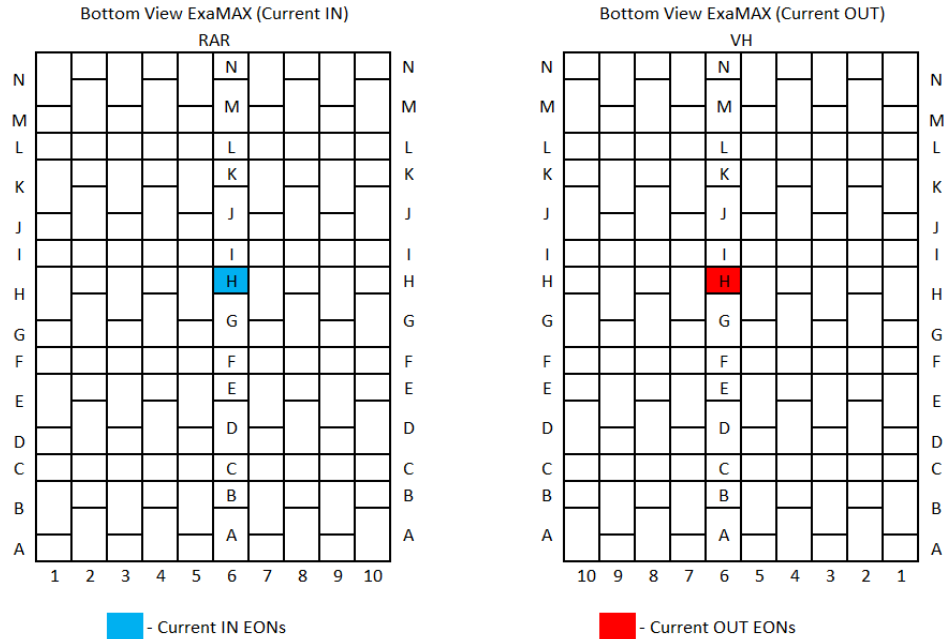 Bottom View ExaMAX (Current IN)
RAR
N
M
L
K
J
I
H
G
F
E
D
C
B
A
N
M
L
K
J
I
H
G
F
E
D
C
B
A
N
M
L
K
J
I
H
G
F
E
D
C
B
A
1 2 3 4 5 6 7 8 9 10
- Current IN EONs
Bottom View ExaMAX (Current OUT)
VH
N
M
L
K
J
I
H
G
F
E
D
C
B
A
N
M
L
K
J
I
H
G
F
E
D
C
B
A
N
M
L
K
J
I
H
G
F
E
D
C
B
A
10 9 8 7 6 5 4 3 2 1
- Current OUT EONs